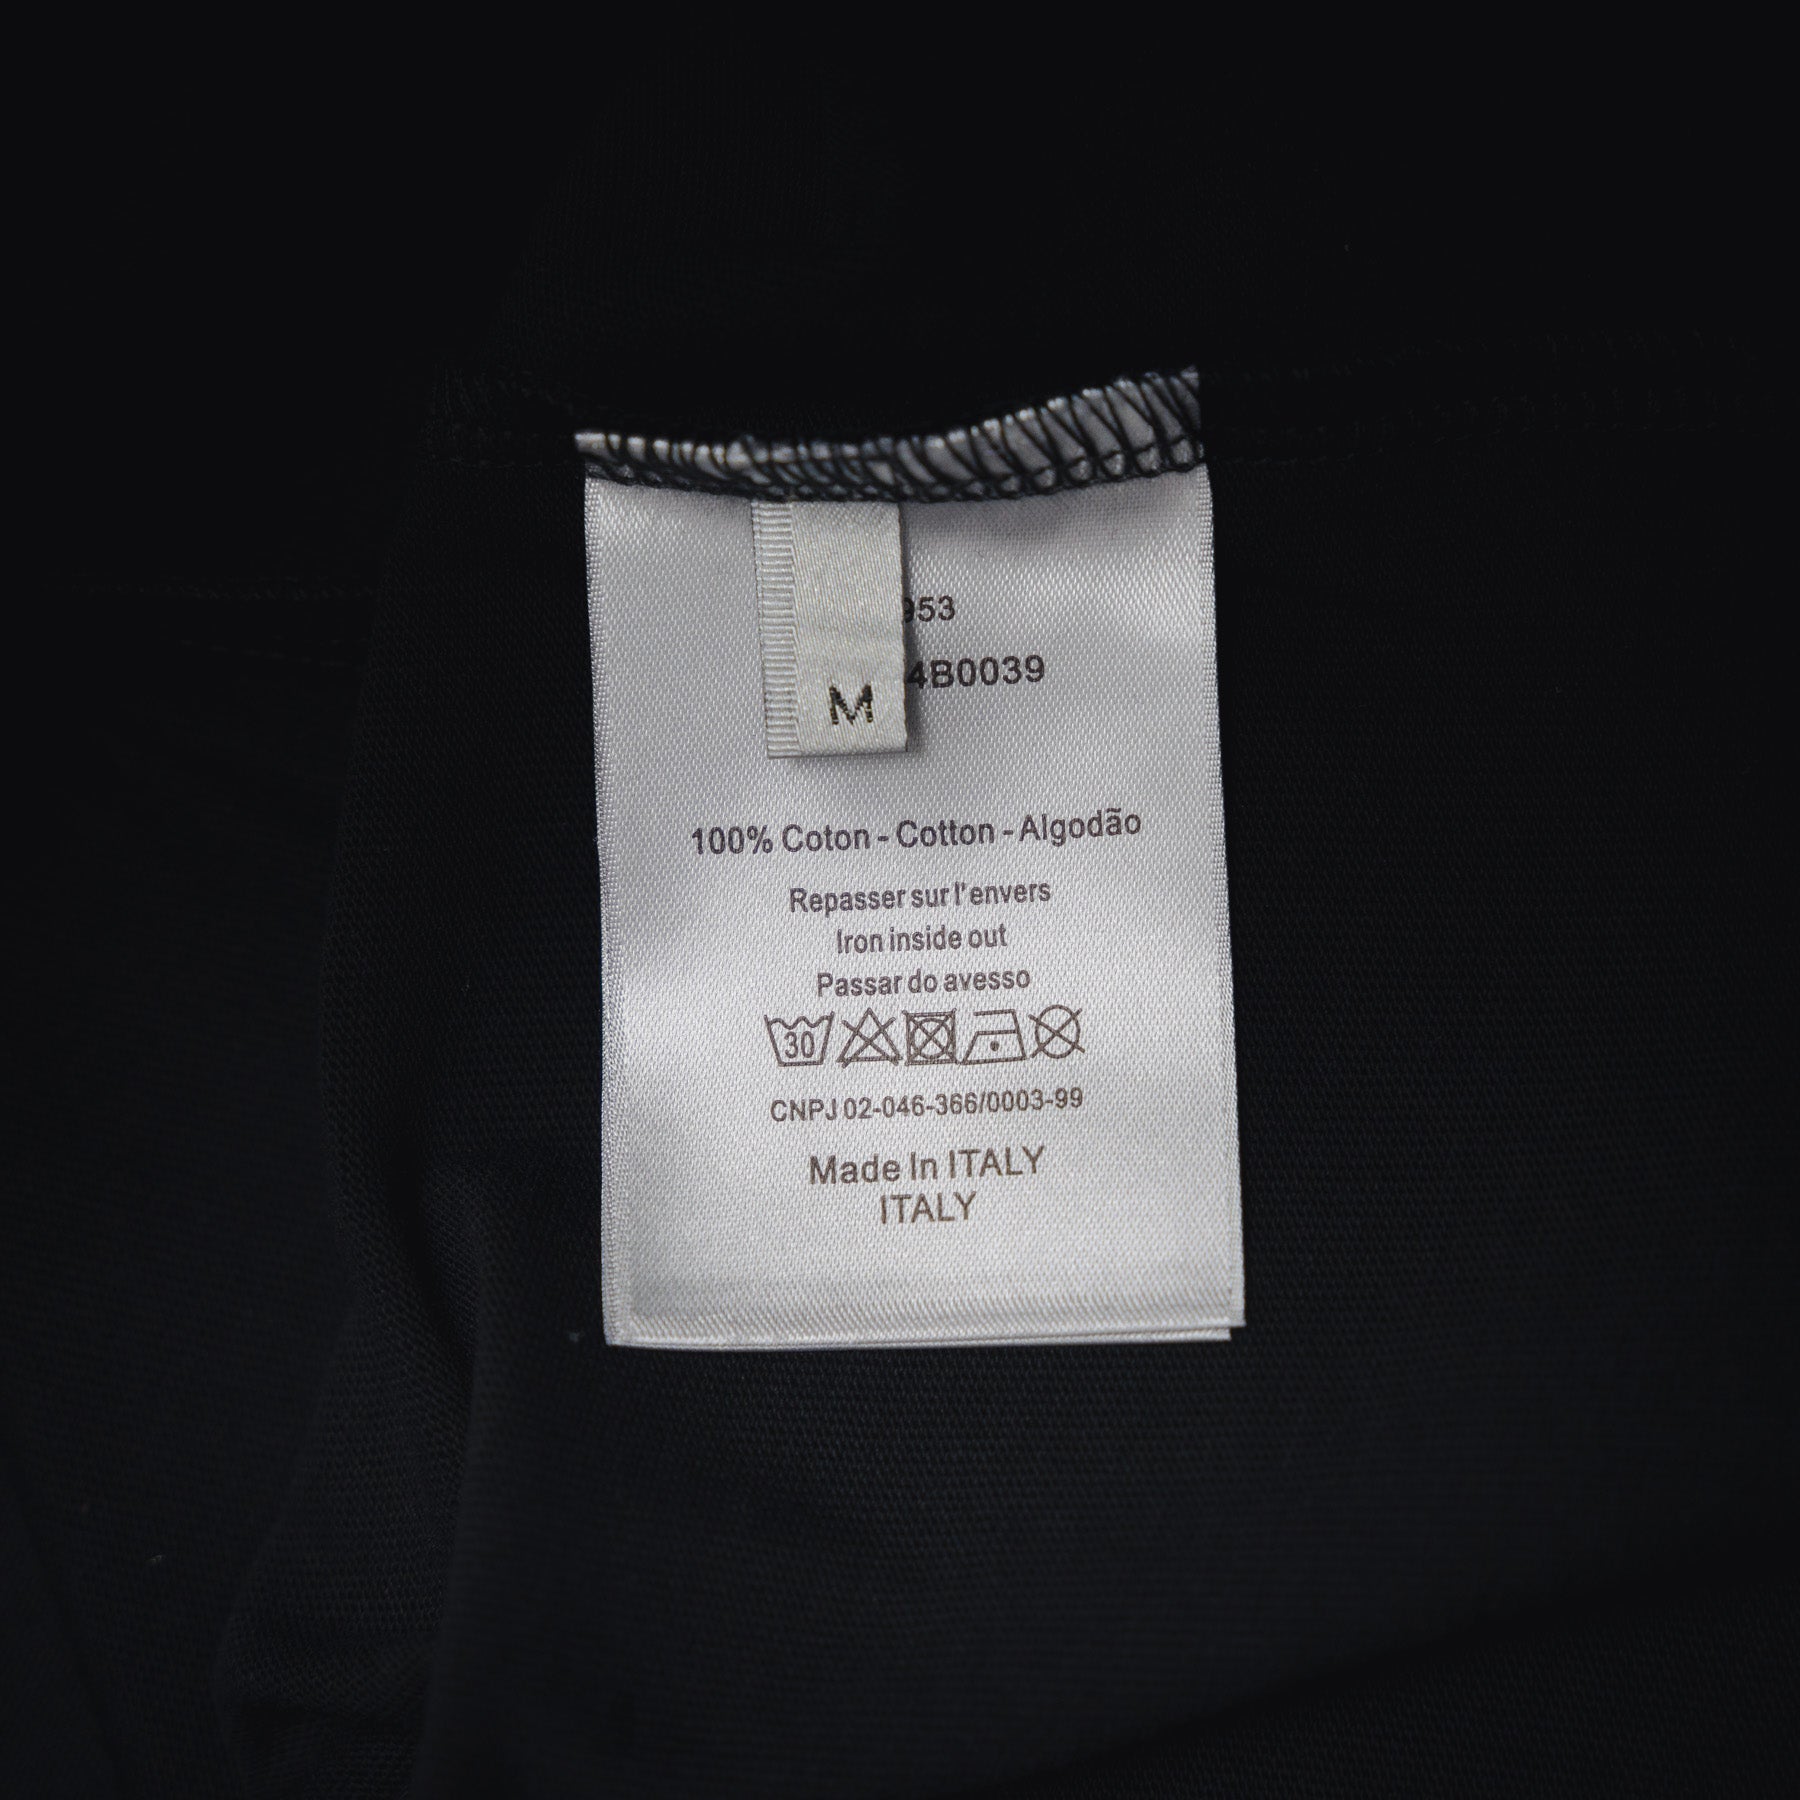 953
4B0039
M
100% Coton - Cotton - Algodão
Repasser sur l'envers
Iron inside out
Passar do avesso
30
CNPJ 02-046-366/0003-99
Made In ITALY
ITALY